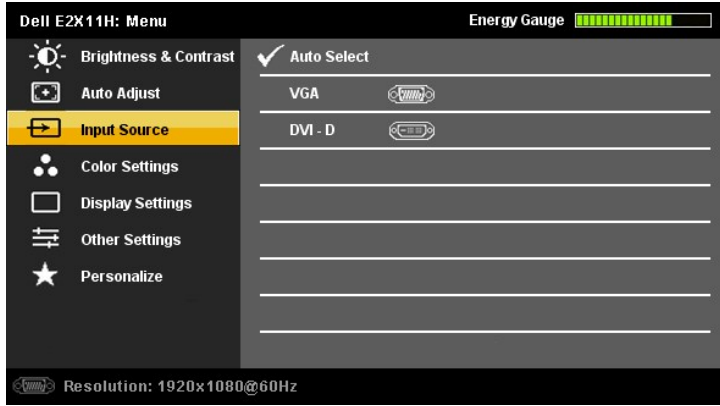 Dell E2X11H: Menu Energy Gauge
Brightness & Contrast Auto Select
Auto Adjust VGA
Input Source DVI - D
Color Settings
Display Settings
Other Settings
Personalize
Resolution: 1920x1080@60Hz